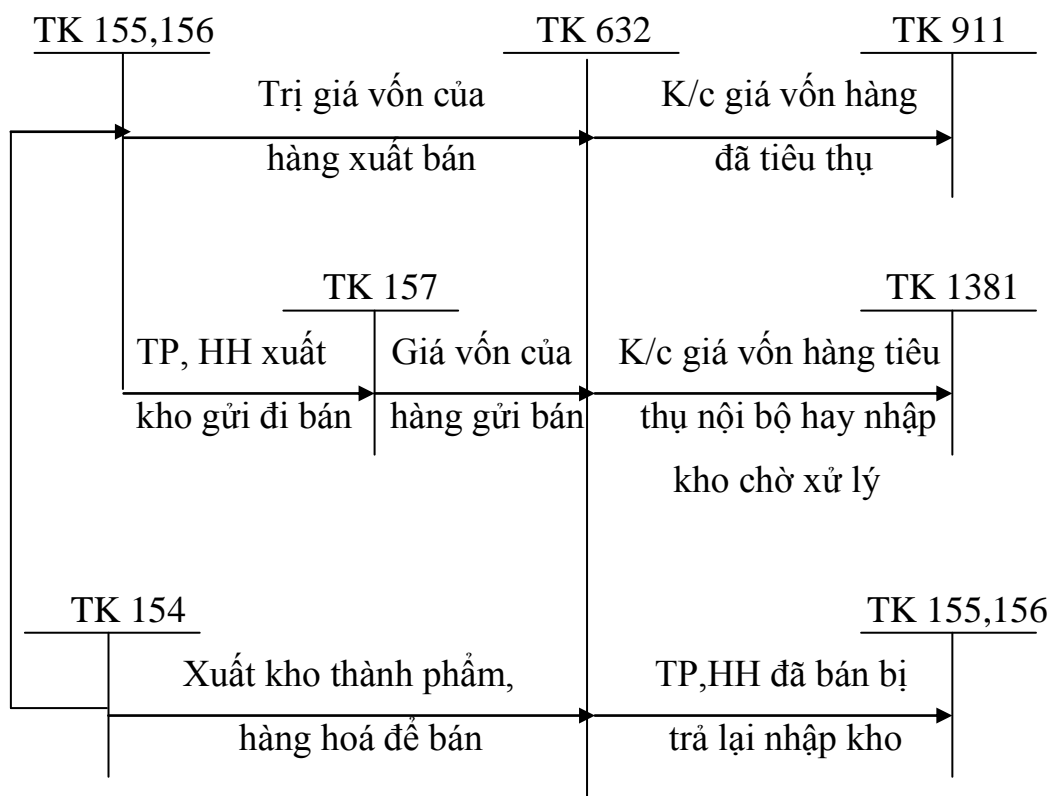 TK 155,156 TK 632 TK 911
Trị giá vốn của K/c giá vốn hàng
hàng xuất bán đã tiêu thụ
TK 157 TK 1381
TP, HH xuất Giá vốn của K/c giá vốn hàng tiêu
kho gửi đi bán hàng gửi bán thụ nội bộ hay nhập
kho chờ xử lý
TK 154 TK 155,156
Xuất kho thành phẩm, TP,HH đã bán bị
hàng hoá để bán trả lại nhập kho